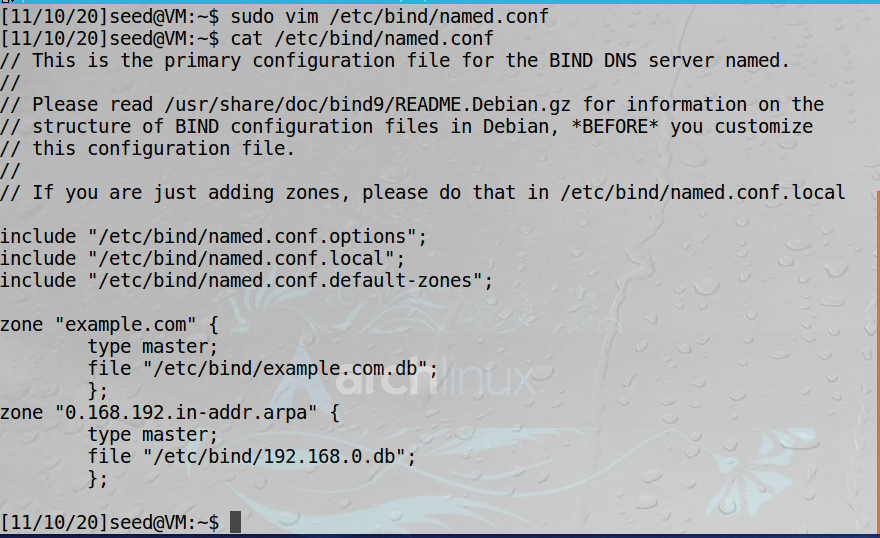 [11/10/20]seed@VM:~$ sudo vim /etc/bind/named.conf
[11/10/20]seed@VM:~$ cat /etc/bind/named.conf
// This is the primary configuration file for the BIND DNS server named.
//
// Please read /usr/share/doc/bind9/README.Debian.gz for information on the
// structure of BIND configuration files in Debian, *BEFORE* you customize
// this configuration file.
//
// If you are just adding zones, please do that in /etc/bind/named.conf.local

include "/etc/bind/named.conf.options";
include "/etc/bind/named.conf.local";
include "/etc/bind/named.conf.default-zones";

zone "example.com" {
        type master;
        file "/etc/bind/example.com.db";
        };
archlinux
zone "0.168.192.in-addr.arpa" {
        type master;
        file "/etc/bind/192.168.0.db";
        };

[11/10/20]seed@VM:~$